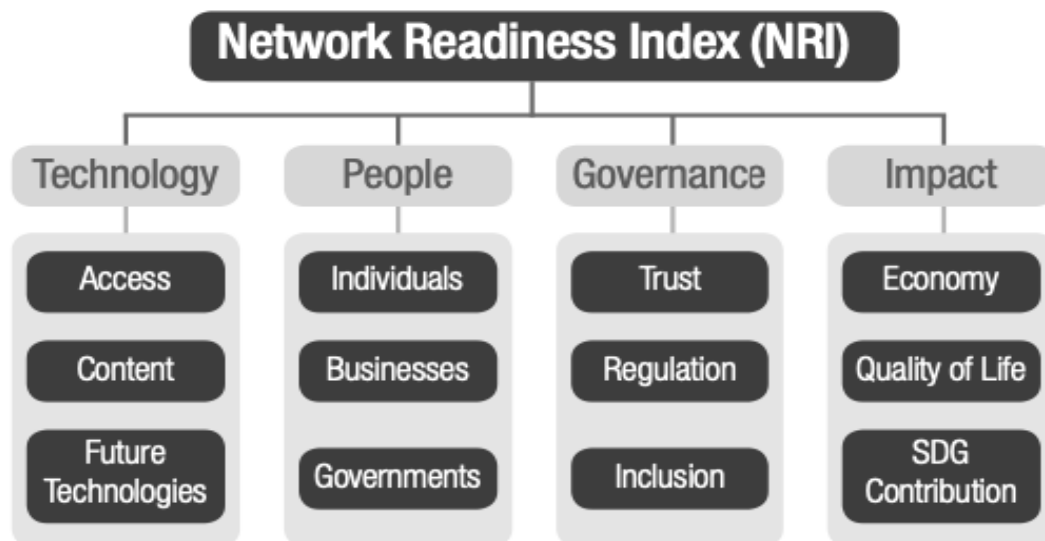 Network Readiness Index (NRI)
Technology
People
Governance
Impact
Access
Individuals
Trust
Economy
Content
Businesses
Regulation
Quality of Life
Future
Technologies
Governments
Inclusion
SDG
Contribution